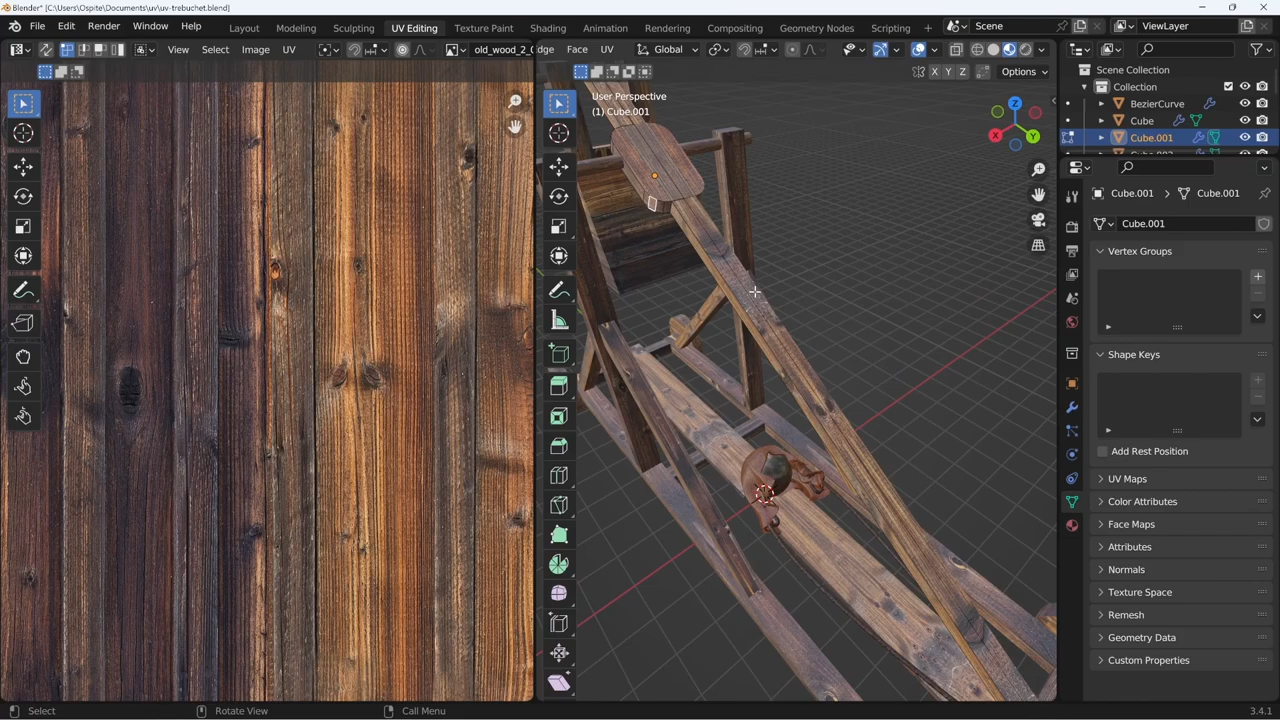 Blender* [C:\Users\Ospite\Documents\uv\uv-trebuchet.blend]
File Edit Render Window Help Layout Modeling Sculpting UV Editing Texture Paint Shading Animation Rendering Compositing Geometry Nodes Scripting Scene ViewLayer
View Select Image UV old_wood_2_( dge Face UV Global
X Y Z Options
User Perspective
(1) Cube.001
Z
X
Y
Scene Collection
Collection
BezierCurve
Cube
Cube.001
Cube.001 Cube.001
Cube.001
Vertex Groups
Shape Keys
Add Rest Position
UV Maps
Color Attributes
Face Maps
Attributes
Normals
Texture Space
Remesh
Geometry Data
Custom Properties
Select Rotate View Call Menu 3.4.1